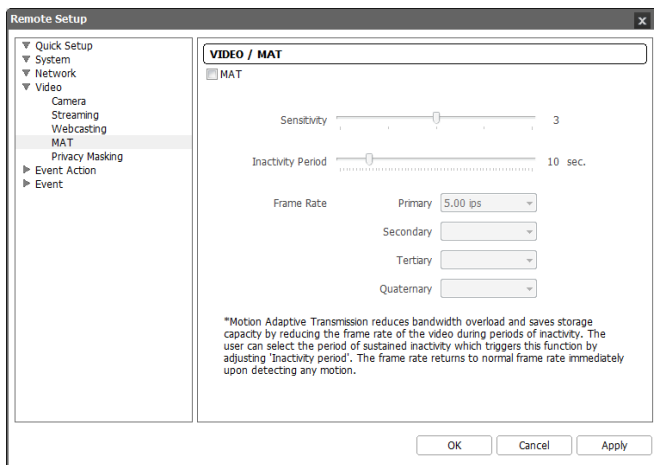 Remote Setup
x
Quick Setup
System
Network
Video
Camera
Streaming
Webcasting
MAT
Privacy Masking
Event Action
Event
VIDEO / MAT
MAT
Sensitivity 3
Inactivity Period 10 sec.
Frame Rate Primary 5.00 ips
Secondary
Tertiary
Quaternary
*Motion Adaptive Transmission reduces bandwidth overload and saves storage
capacity by reducing the frame rate of the video during periods of inactivity. The
user can select the period of sustained inactivity which triggers this function by
adjusting 'Inactivity period'. The frame rate returns to normal frame rate immediately
upon detecting any motion.
OK Cancel Apply